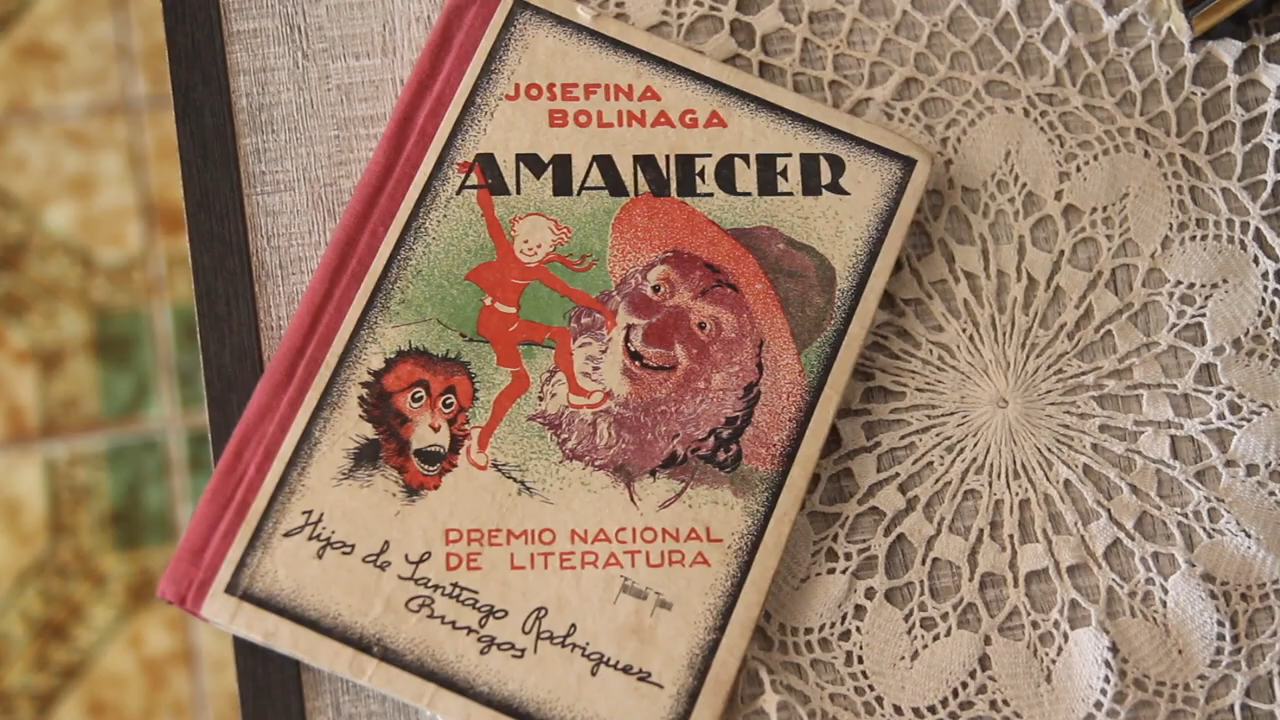 JOSEFINA
BOLINAGA
AMANECER
PREMIO NACIONAL
DE LITERATURA
Hijos de Santiago Rodriguez
Burgos